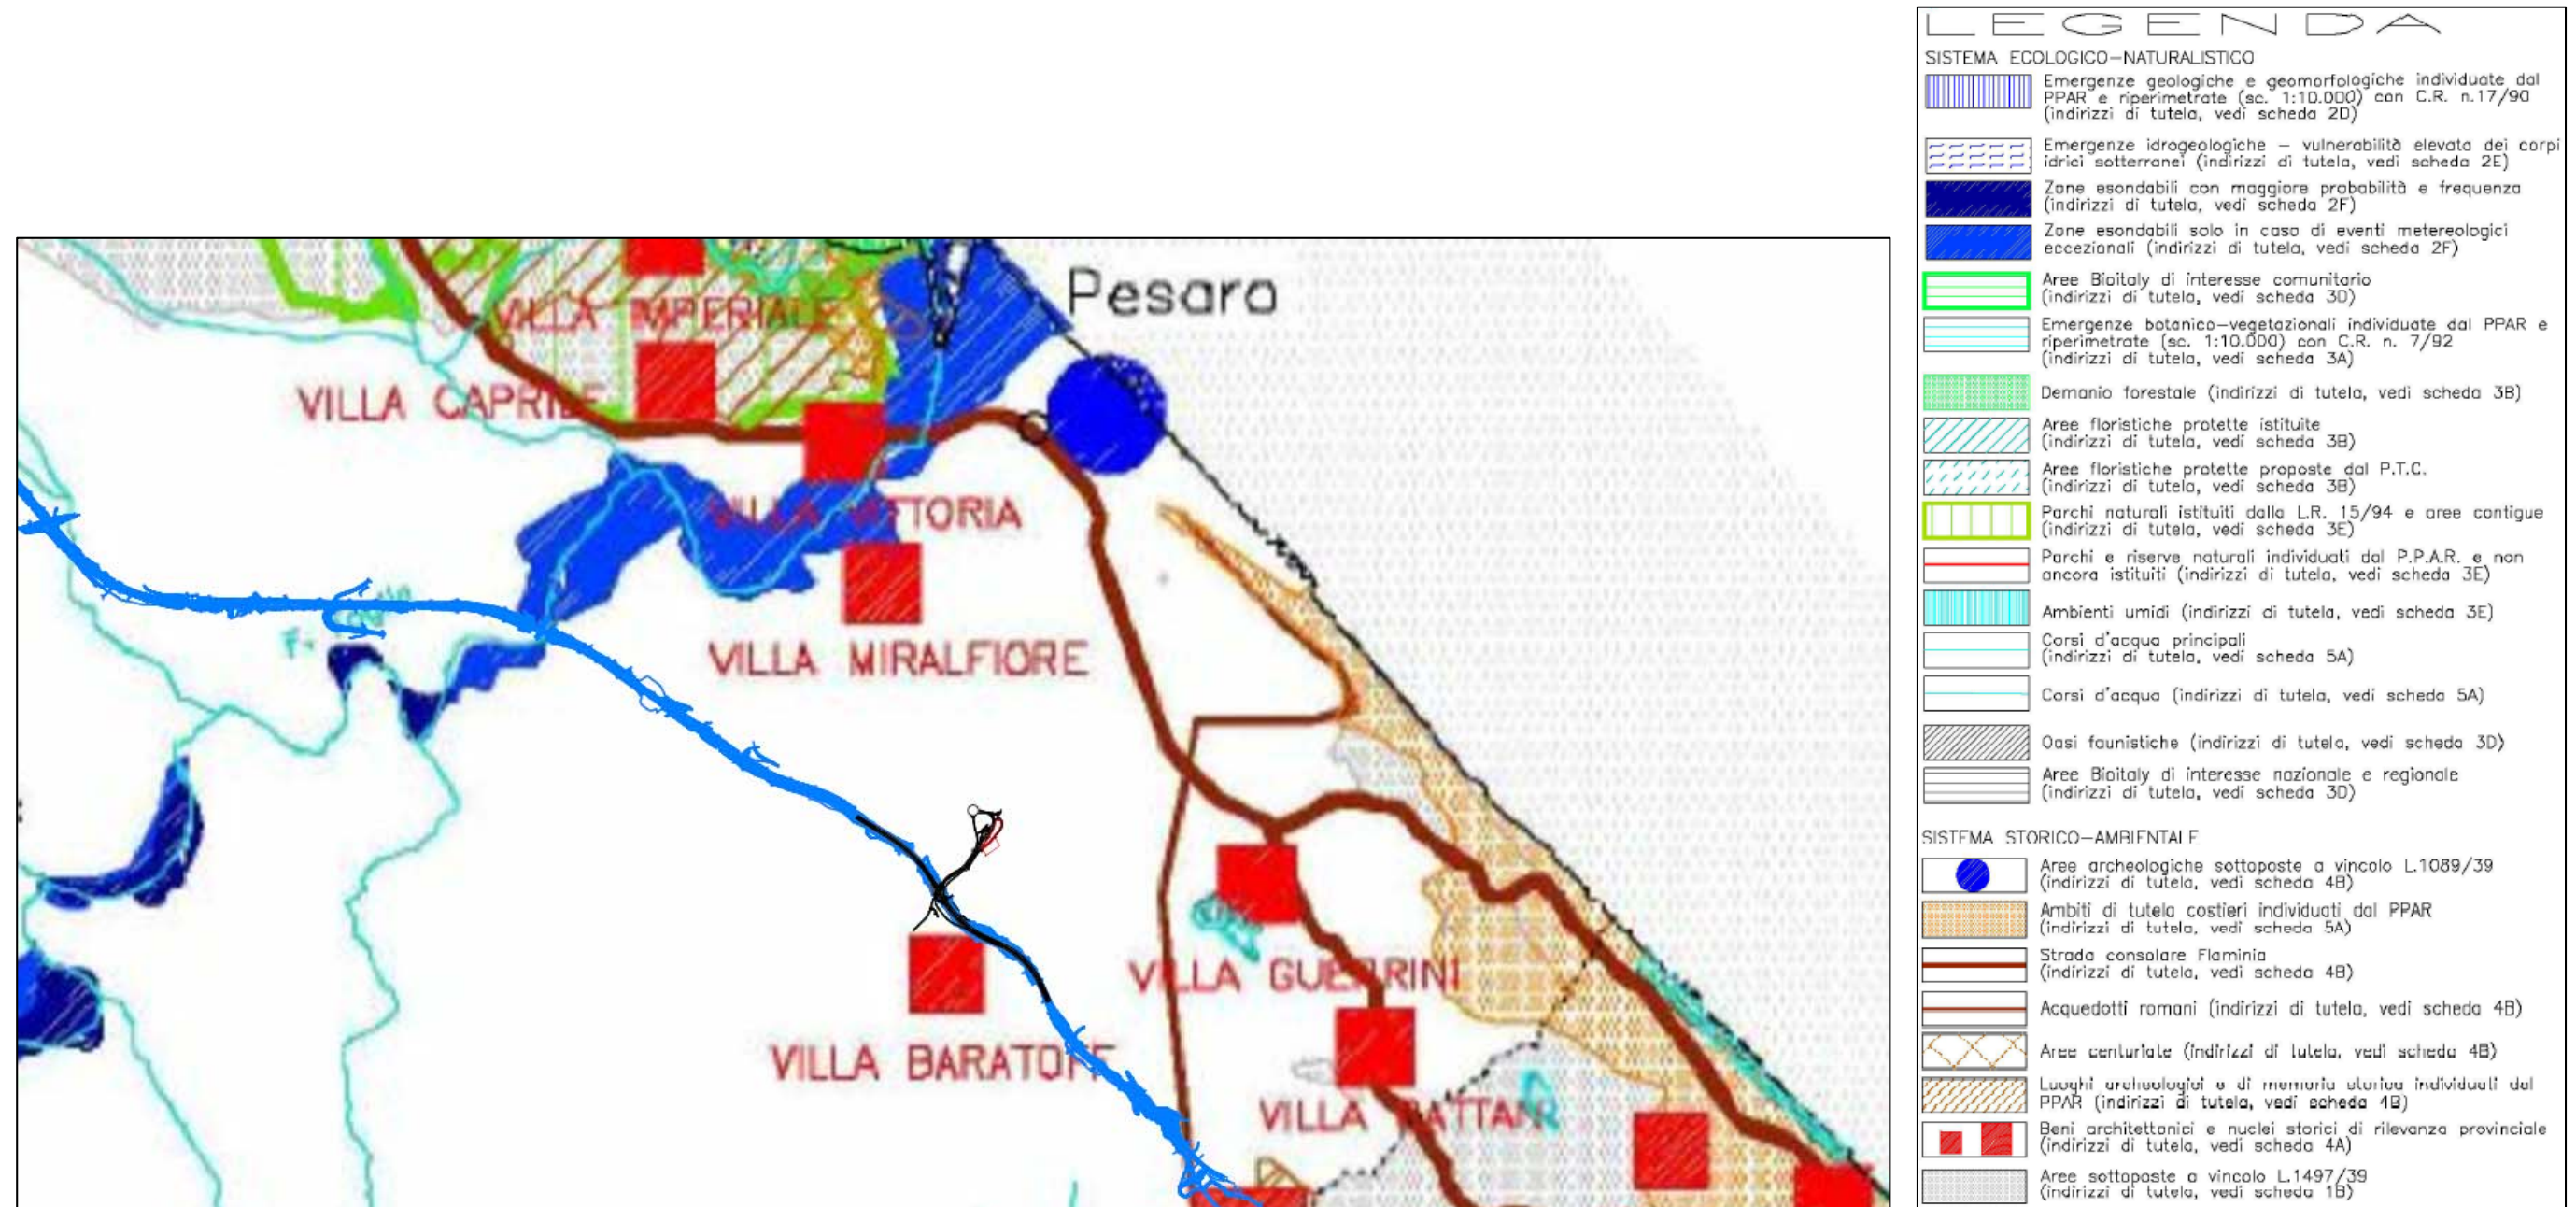 Pesaro
VILLA IMPERIALE
VILLA CAPRILE
VILLA VITTORIA
VILLA MIRALFIORE
VILLA GUERRINI
VILLA BARATOFF
VILLA CATTANI
LEGENDA
SISTEMA ECOLOGICO-NATURALISTICO
Emergenze geologiche e geomorfologiche individuate dal
PPAR e riperimetrate (sc. 1:10.000) con C.R. n.17/90
(indirizzi di tutela, vedi scheda 2D)
Emergenze idrogeologiche - vulnerabilità elevata dei corpi
idrici sotterranei (indirizzi di tutela, vedi scheda 2E)
Zone esondabili con maggiore probabilità e frequenza
(indirizzi di tutela, vedi scheda 2F)
Zone esondabili solo in caso di eventi metereologici
eccezionali (indirizzi di tutela, vedi scheda 2F)
Aree Bioitaly di interesse comunitario
(indirizzi di tutela, vedi scheda 3D)
Emergenze botanico-vegetazionali individuate dal PPAR e
riperimetrate (sc. 1:10.000) con C.R. n. 7/92
(indirizzi di tutela, vedi scheda 3A)
Demanio forestale (indirizzi di tutela, vedi scheda 3B)
Aree floristiche protette istituite
(indirizzi di tutela, vedi scheda 3B)
Aree floristiche protette proposte dal P.T.C.
(indirizzi di tutela, vedi scheda 3B)
Parchi naturali istituiti dalla L.R. 15/94 e aree contigue
(indirizzi di tutela, vedi scheda 3E)
Parchi e riserve naturali individuati dal P.P.A.R. e non
ancora istituiti (indirizzi di tutela, vedi scheda 3E)
Ambienti umidi (indirizzi di tutela, vedi scheda 3E)
Corsi d'acqua principali
(indirizzi di tutela, vedi scheda 5A)
Corsi d'acqua (indirizzi di tutela, vedi scheda 5A)
Oasi faunistiche (indirizzi di tutela, vedi scheda 3D)
Aree Bioitaly di interesse nazionale e regionale
(indirizzi di tutela, vedi scheda 3D)
SISTEMA STORICO-AMBIENTALE
Aree archeologiche sottoposte a vincolo L.1089/39
(indirizzi di tutela, vedi scheda 4B)
Ambiti di tutela costieri individuati dal PPAR
(indirizzi di tutela, vedi scheda 5A)
Strada consolare Flaminia
(indirizzi di tutela, vedi scheda 4B)
Acquedotti romani (indirizzi di tutela, vedi scheda 4B)
Aree centuriate (indirizzi di tutela, vedi scheda 4B)
Luoghi archeologici e di memoria storica individuati dal
PPAR (indirizzi di tutela, vedi scheda 4B)
Beni architettonici e nuclei storici di rilevanza provinciale
(indirizzi di tutela, vedi scheda 4A)
Aree sottoposte a vincolo L.1497/39
(indirizzi di tutela, vedi scheda 1B)